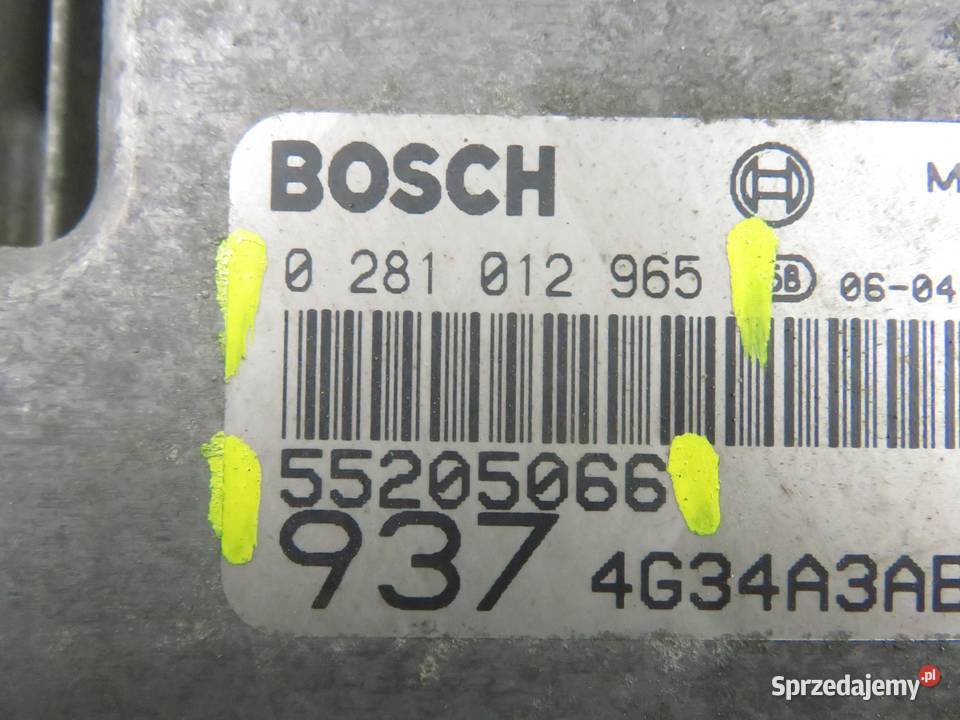 BOSCH
0 281 012 965 06-04
55205066
937 4G34A3AB
Sprzedajemy.pl